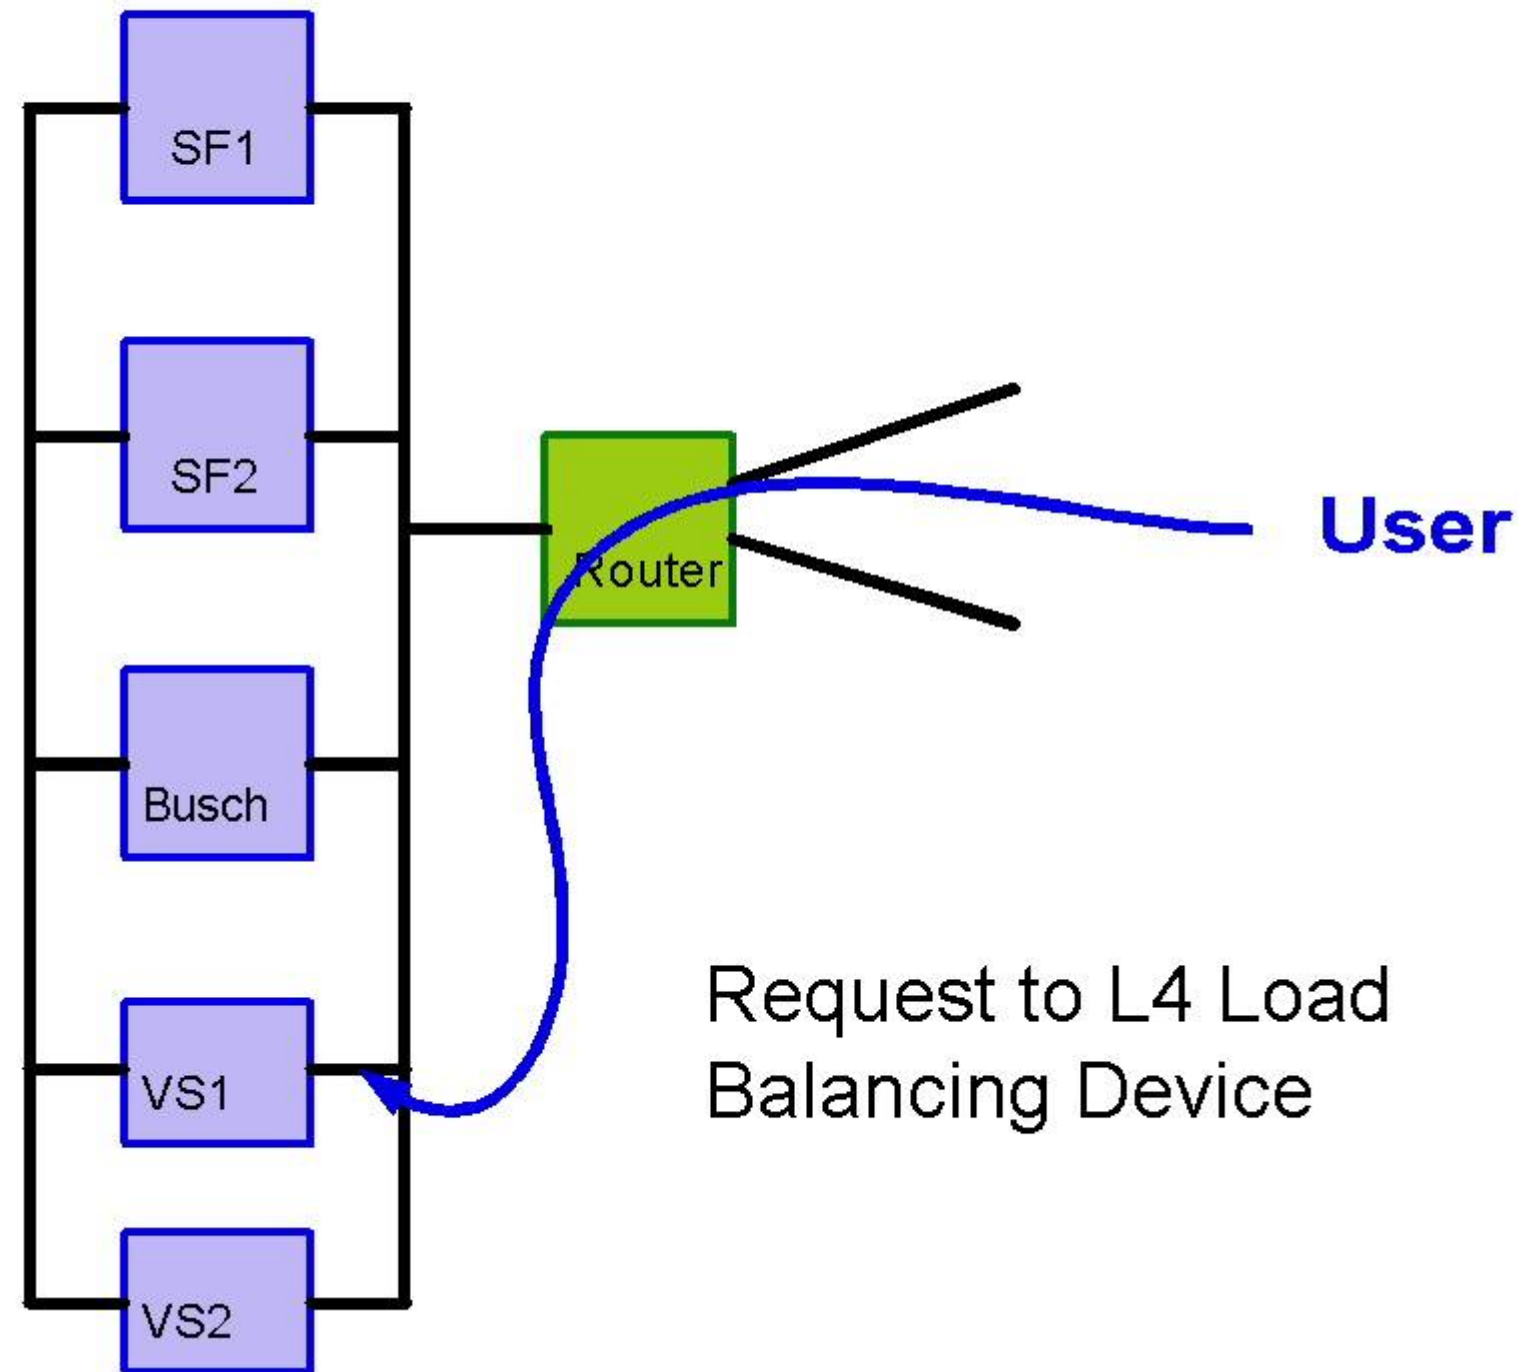 SF1
SF2
Router
User
Busch
Request to L4 Load
Balancing Device
VS1
VS2